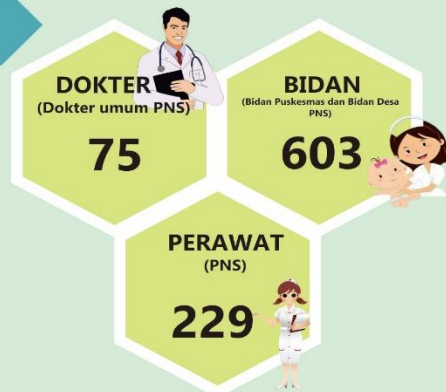 DOKTER
(Dokter umum PNS)
75
BIDAN
(Bidan Puskesmas dan Bidan Desa
PNS)
603
PERAWAT
(PNS)
229